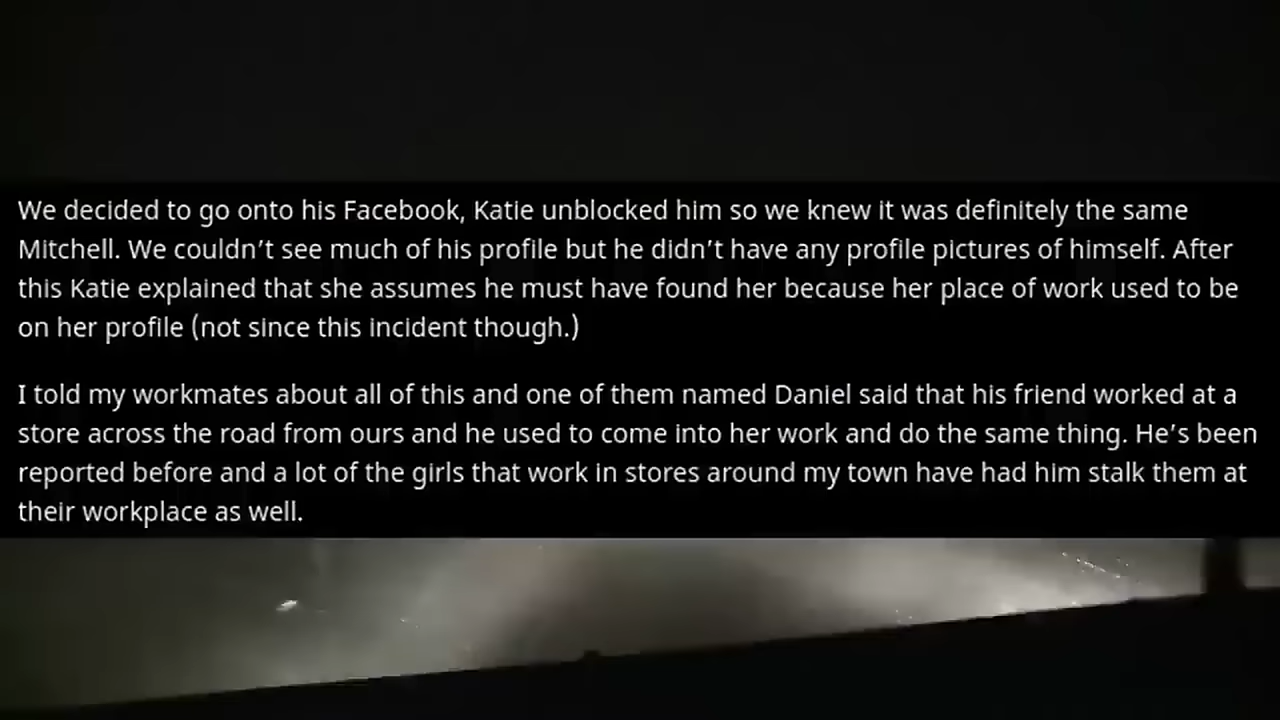 We decided to go onto his Facebook, Katie unblocked him so we knew it was definitely the same
Mitchell. We couldn’t see much of his profile but he didn’t have any profile pictures of himself. After
this Katie explained that she assumes he must have found her because her place of work used to be
on her profile (not since this incident though.)
I told my workmates about all of this and one of them named Daniel said that his friend worked at a
store across the road from ours and he used to come into her work and do the same thing. He’s been
reported before and a lot of the girls that work in stores around my town have had him stalk them at
their workplace as well.